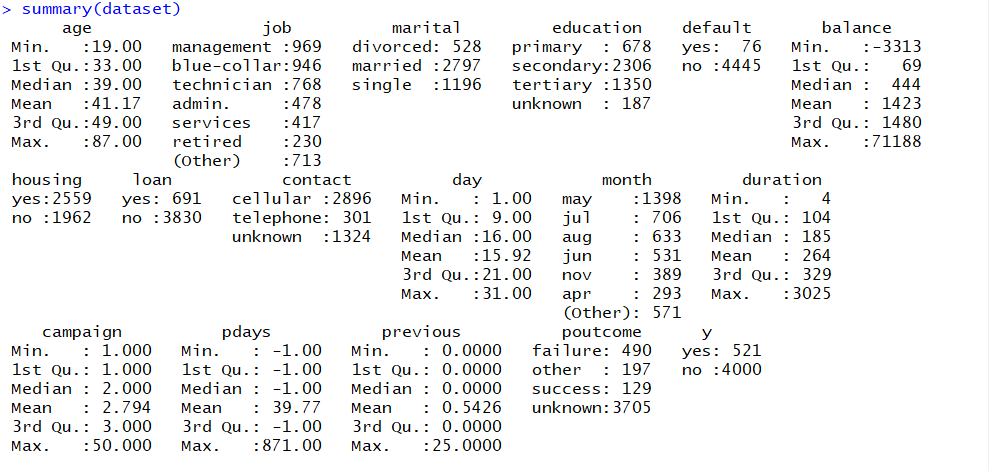 > summary(dataset)
      age              job          marital         education    default       balance
 Min.   :19.00   management :969   divorced: 528   primary  : 678   yes:  76   Min.   :-3313
 1st Qu.:33.00   blue-collar:946   married :2797   secondary:2306   no :4445   1st Qu.:   69
 Median :39.00   technician :768   single  :1196   tertiary :1350              Median :  444
 Mean   :41.17   admin.     :478                   unknown  : 187              Mean   : 1423
 3rd Qu.:49.00   services   :417                                               3rd Qu.: 1480
 Max.   :87.00   retired    :230                                               Max.   :71188
                 (Other)    :713
 housing     loan           contact          day            month         duration
 yes:2559   yes: 691   cellular :2896   Min.   : 1.00   may    :1398   Min.   :   4
 no :1962   no :3830   telephone: 301   1st Qu.: 9.00   jul    : 706   1st Qu.: 104
                       unknown  :1324   Median :16.00   aug    : 633   Median : 185
                                        Mean   :15.92   jun    : 531   Mean   : 264
                                        3rd Qu.:21.00   nov    : 389   3rd Qu.: 329
                                        Max.   :31.00   apr    : 293   Max.   :3025
                                                        (Other): 571
    campaign          pdays           previous          poutcome       y
 Min.   : 1.000   Min.   : -1.00   Min.   : 0.0000   failure: 490   yes: 521
 1st Qu.: 1.000   1st Qu.: -1.00   1st Qu.: 0.0000   other  : 197   no :4000
 Median : 2.000   Median : -1.00   Median : 0.0000   success: 129
 Mean   : 2.794   Mean   : 39.77   Mean   : 0.5426   unknown:3705
 3rd Qu.: 3.000   3rd Qu.: -1.00   3rd Qu.: 0.0000
 Max.   :50.000   Max.   :871.00   Max.   :25.0000